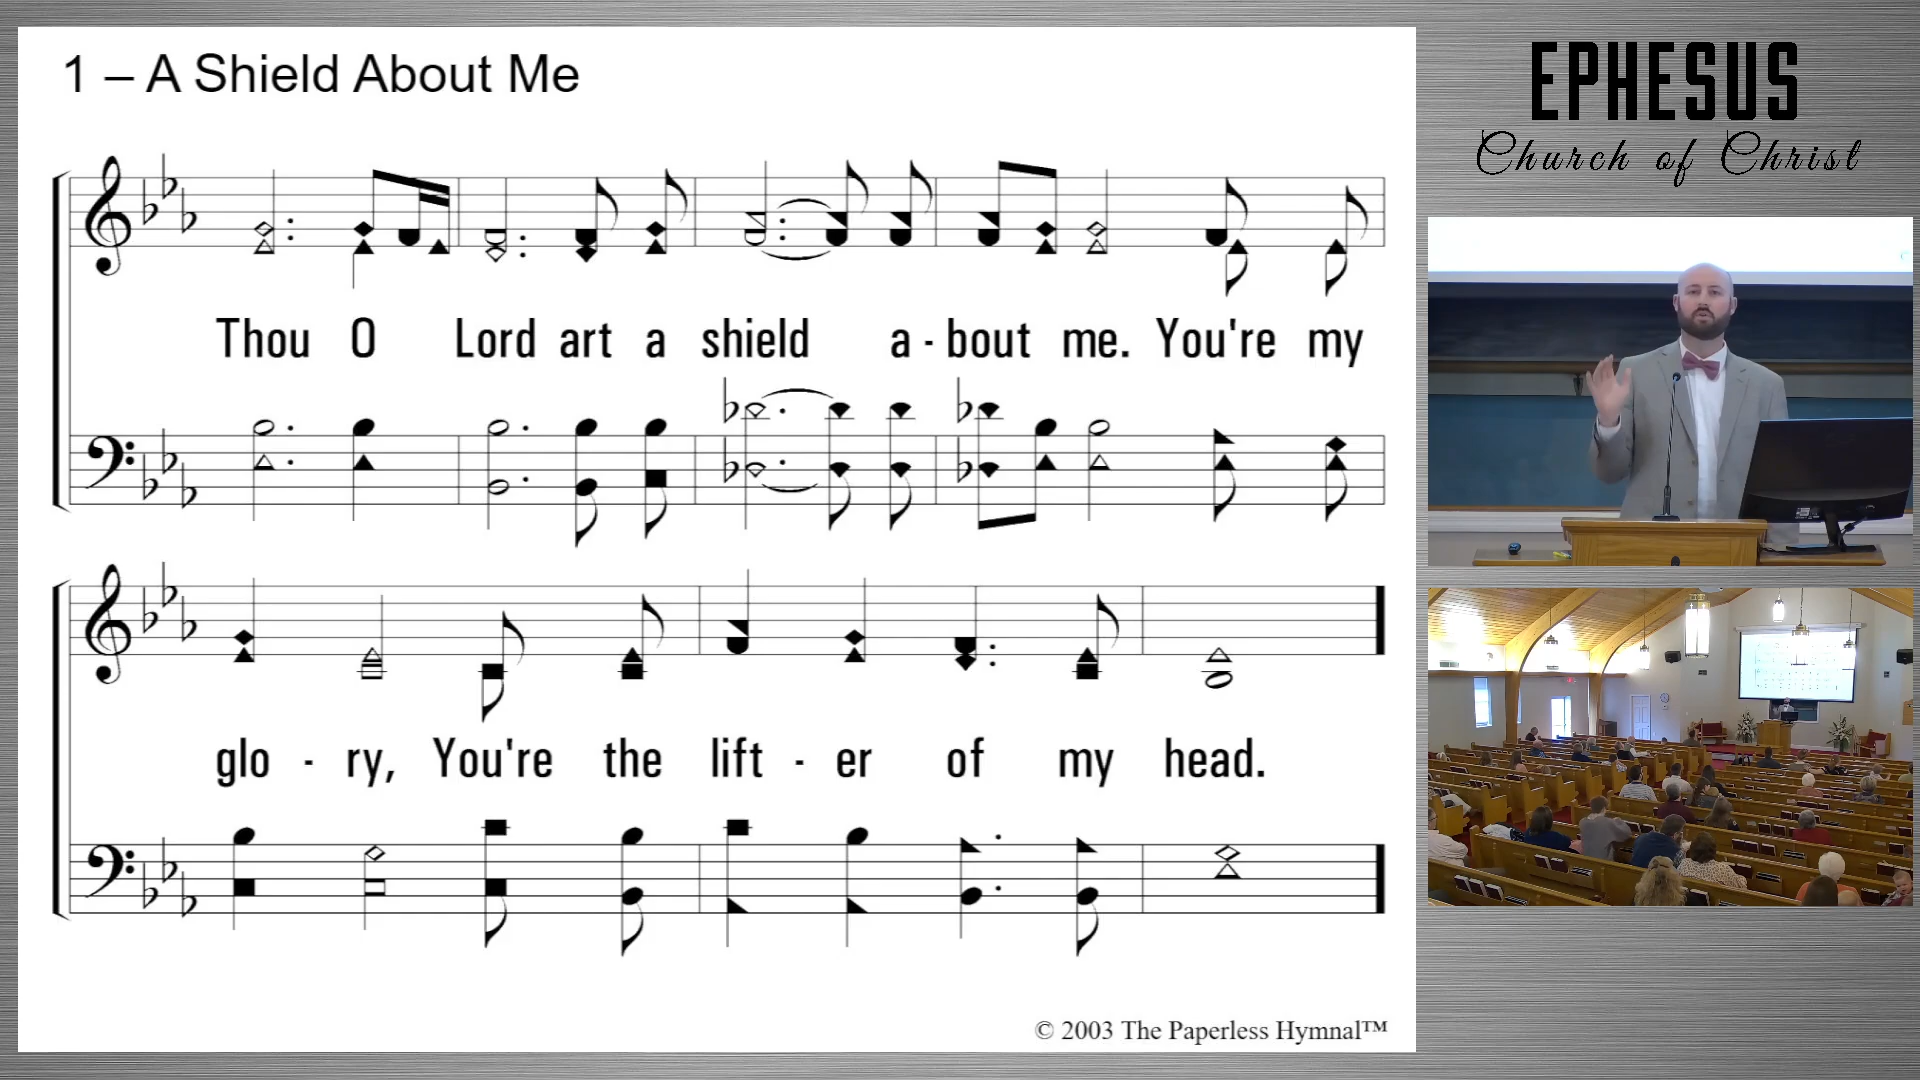 1 – A Shield About Me
Thou O Lord art a shield a - bout me. You're my
glo - ry, You're the lift - er of my head.
© 2003 The Paperless Hymnal™
EPHESUS
Church of Christ